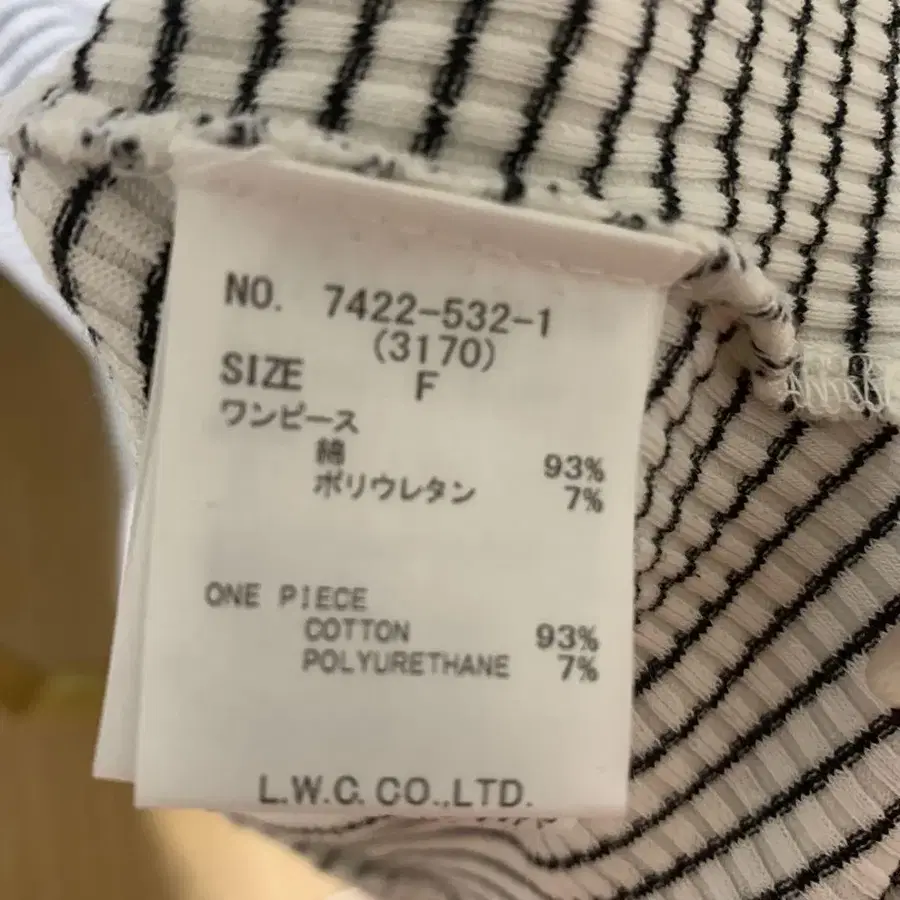 NO. 7422-532-1
(3170)
SIZE F
ワンピース
綿 93%
ポリウレタン 7%
ONE PIECE
COTTON 93%
POLYURETHANE 7%
L.W.C. CO.,LTD.